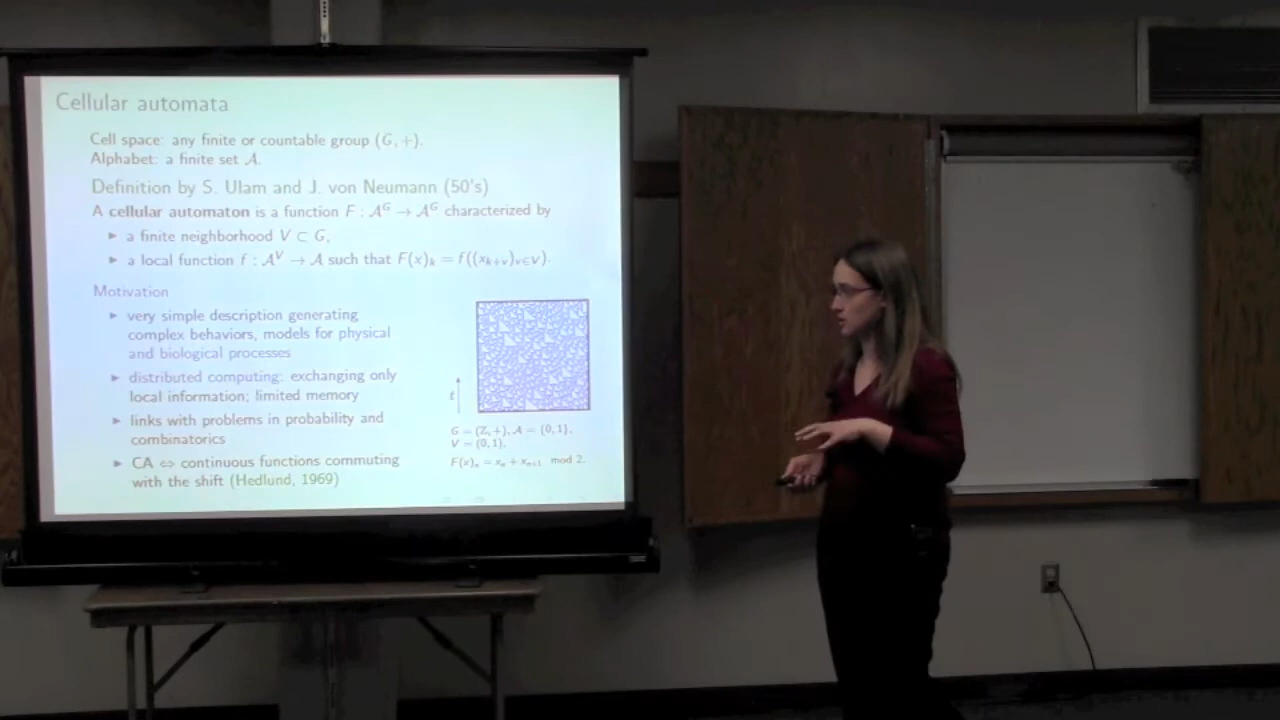 Cellular automata
Cell space: any finite or countable group (G, +).
Alphabet: a finite set 𝒜.
Definition by S. Ulam and J. von Neumann (50's)
A cellular automaton is a function F : 𝒜^G → 𝒜^G characterized by
► a finite neighborhood V ⊂ G,
► a local function f : 𝒜^V → 𝒜 such that F(x)_k = f((x_{k+v})_{v∈V}).
Motivation
► very simple description generating
complex behaviors, models for physical
and biological processes
► distributed computing: exchanging only
local information; limited memory
► links with problems in probability and
combinatorics
► CA ⇔ continuous functions commuting
with the shift (Hedlund, 1969)
t
G = (Z, +), 𝒜 = {0, 1},
V = {0, 1},
F(x)_n = x_n + x_{n+1} mod 2.